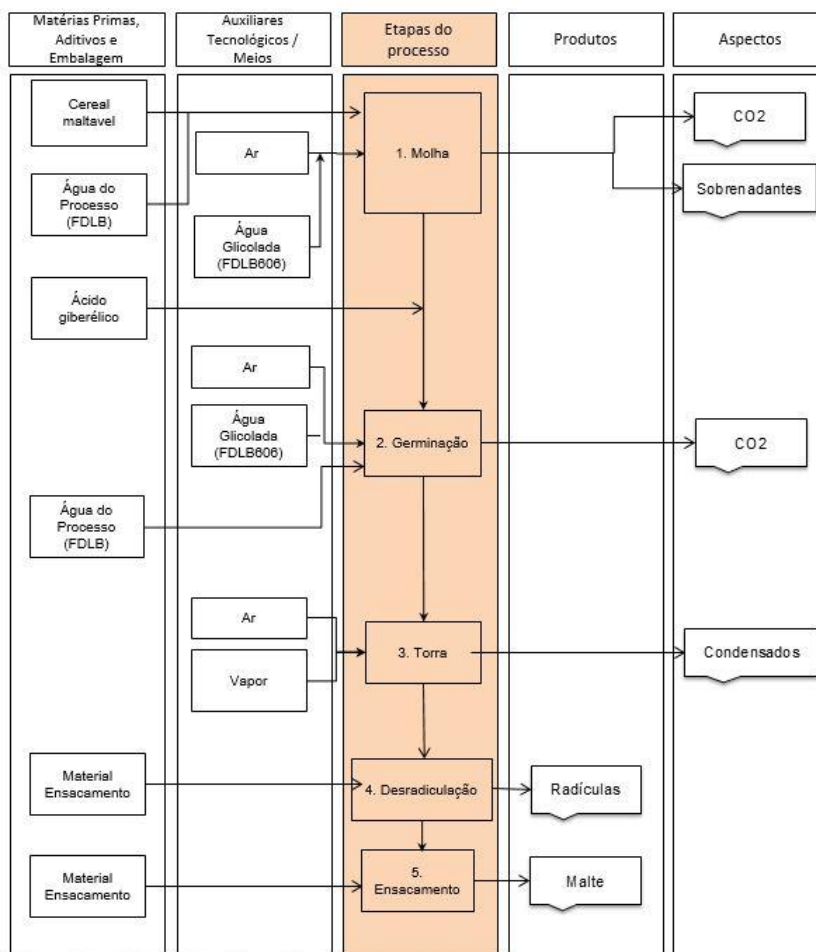 Matérias Primas,
Aditivos e
Embalagem
Auxiliares
Tecnológicos /
Meios
Etapas do
processo
Produtos
Aspectos
Cereal
maltavel
Ar
1. Molha
CO2
Água do
Processo
(FDLB)
Sobrenadantes
Água
Glicolada
(FDLB606)
Ácido
giberélico
Ar
Água
Glicolada
(FDLB606)
2. Germinação
CO2
Água do
Processo
(FDLB)
Ar
3. Torra
Condensados
Vapor
Material
Ensacamento
4. Desradiculação
Radículas
Material
Ensacamento
5.
Ensacamento
Malte